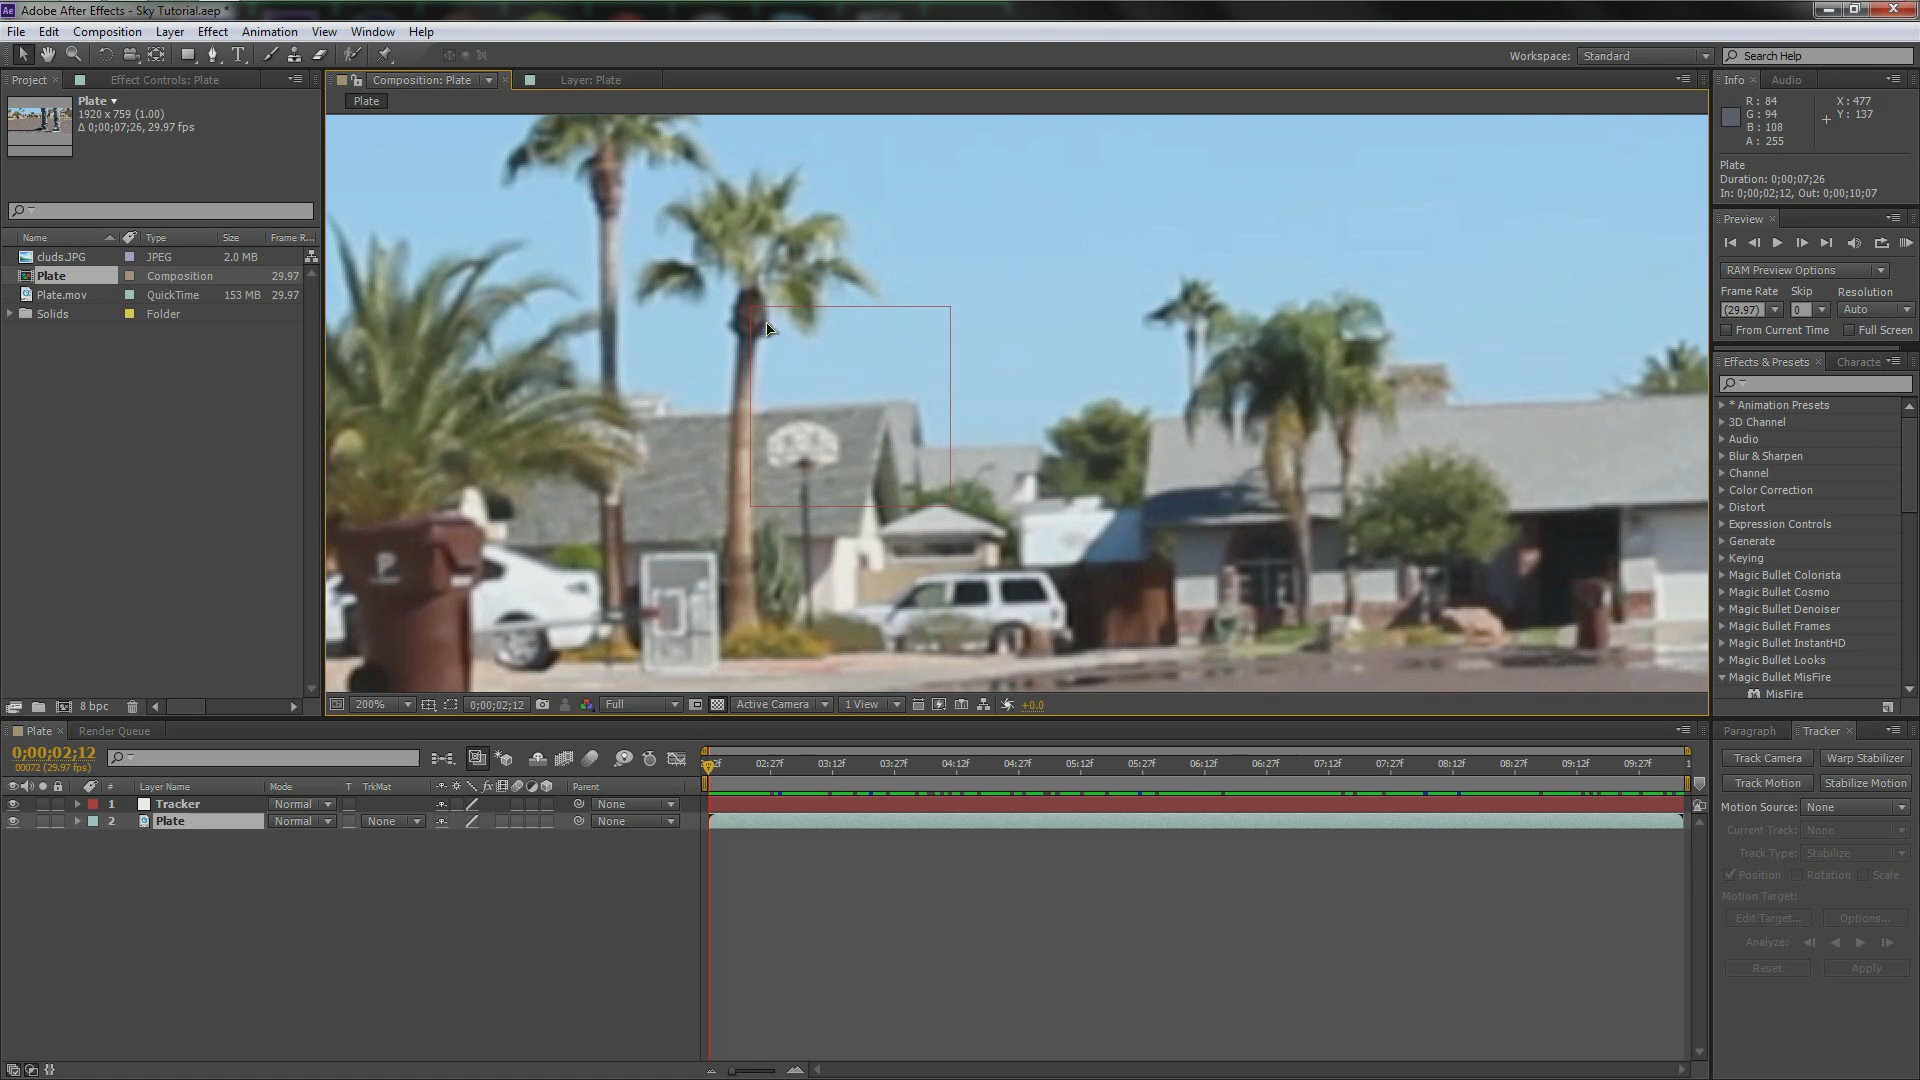 Adobe After Effects - Sky Tutorial.aep *
File Edit Composition Layer Effect Animation View Window Help
Workspace: Standard Search Help
Project Effect Controls: Plate Composition: Plate Layer: Plate Info Audio
Plate
1920 x 759 (1.00)
Δ 0;00;07;26, 29.97 fps
Plate
R : 84 X : 477
G : 94 Y : 137
B : 108
A : 255
Plate
Duration: 0;00;07;26
In: 0;00;02;12, Out: 0;00;10;07
Name Type Size Frame R...
cluds.JPG JPEG 2.0 MB
Plate Composition 29.97
Plate.mov QuickTime 153 MB 29.97
Solids Folder
Preview
RAM Preview Options
Frame Rate Skip Resolution
(29.97) 0 Auto
From Current Time Full Screen
Effects & Presets Characte
* Animation Presets
3D Channel
Audio
Blur & Sharpen
Channel
Color Correction
Distort
Expression Controls
Generate
Keying
Magic Bullet Colorista
Magic Bullet Cosmo
Magic Bullet Denoiser
Magic Bullet Frames
Magic Bullet InstantHD
Magic Bullet Looks
Magic Bullet MisFire
MisFire
8 bpc
200% 0;00;02;12 Full Active Camera 1 View +0.0
Plate Render Queue
0;00;02;12
00072 (29.97 fps)
02:27f 03:12f 03:27f 04:12f 04:27f 05:12f 05:27f 06:12f 06:27f 07:12f 07:27f 08:12f 08:27f 09:12f 09:27f 1
# Layer Name Mode T TrkMat Parent
1 Tracker Normal None
2 Plate Normal None None
Paragraph Tracker
Track Camera Warp Stabilizer
Track Motion Stabilize Motion
Motion Source: None
Current Track: None
Track Type: Stabilize
Position Rotation Scale
Motion Target:
Edit Target... Options...
Analyze:
Reset Apply